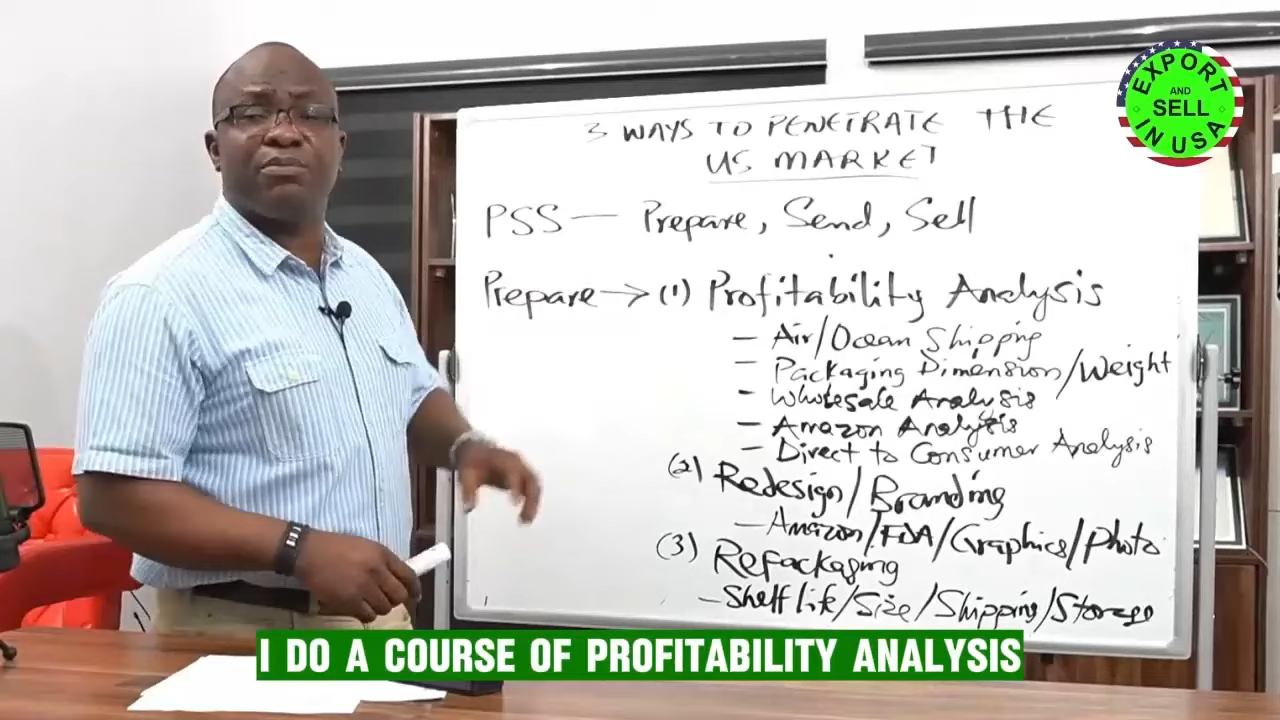 3 WAYS TO PENETRATE THE
US MARKET
PSS — Prepare, Send, Sell
Prepare → (1) Profitability Analysis
– Air/Ocean Shipping
– Packaging Dimension/Weight
– Wholesale Analysis
– Amazon Analysis
– Direct to Consumer Analysis
(2) Redesign/Branding
– Amazon/FDA/Graphics/Photo
(3) Repackaging
– Shelf life/Size/Shipping/Storage
EXPORT
AND
SELL
IN USA
I DO A COURSE OF PROFITABILITY ANALYSIS